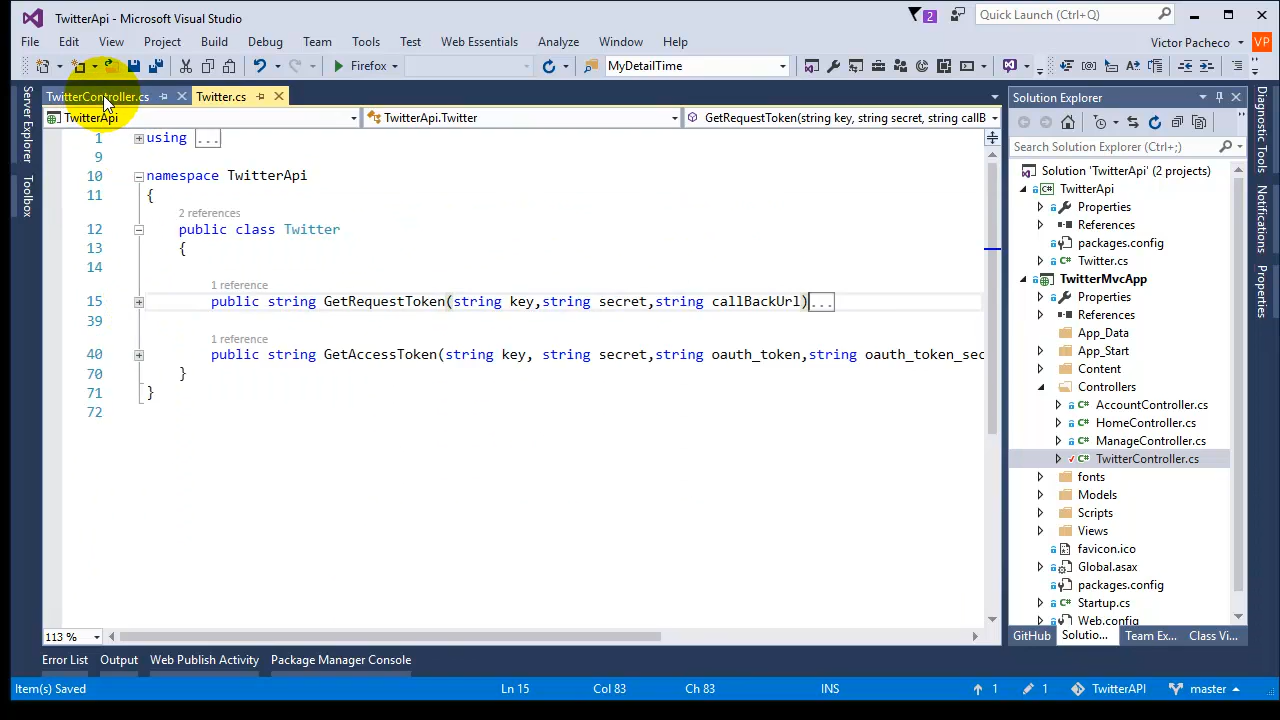 TwitterApi - Microsoft Visual Studio
2
Quick Launch (Ctrl+Q)
File Edit View Project Build Debug Team Tools Test Web Essentials Analyze Window Help
Victor Pacheco VP
Firefox MyDetailTime
TwitterController.cs Twitter.cs
TwitterApi TwitterApi.Twitter GetRequestToken(string key, string secret, string callB
1 using ...
9
10 namespace TwitterApi
11 {
2 references
12 public class Twitter
13 {
14
1 reference
15 public string GetRequestToken(string key,string secret,string callBackUrl)...
39
1 reference
40 public string GetAccessToken(string key, string secret,string oauth_token,string oauth_token_sec
70 }
71 }
72
113 %
Server Explorer
Toolbox
Solution Explorer
Search Solution Explorer (Ctrl+;)
Solution 'TwitterApi' (2 projects)
TwitterApi
Properties
References
packages.config
Twitter.cs
TwitterMvcApp
Properties
References
App_Data
App_Start
Content
Controllers
AccountController.cs
HomeController.cs
ManageController.cs
TwitterController.cs
fonts
Models
Scripts
Views
favicon.ico
Global.asax
packages.config
Startup.cs
Web.config
GitHub Solutio... Team Ex... Class Vi...
Diagnostic Tools
Notifications
Properties
Error List Output Web Publish Activity Package Manager Console
Item(s) Saved Ln 15 Col 83 Ch 83 INS 1 1 TwitterAPI master